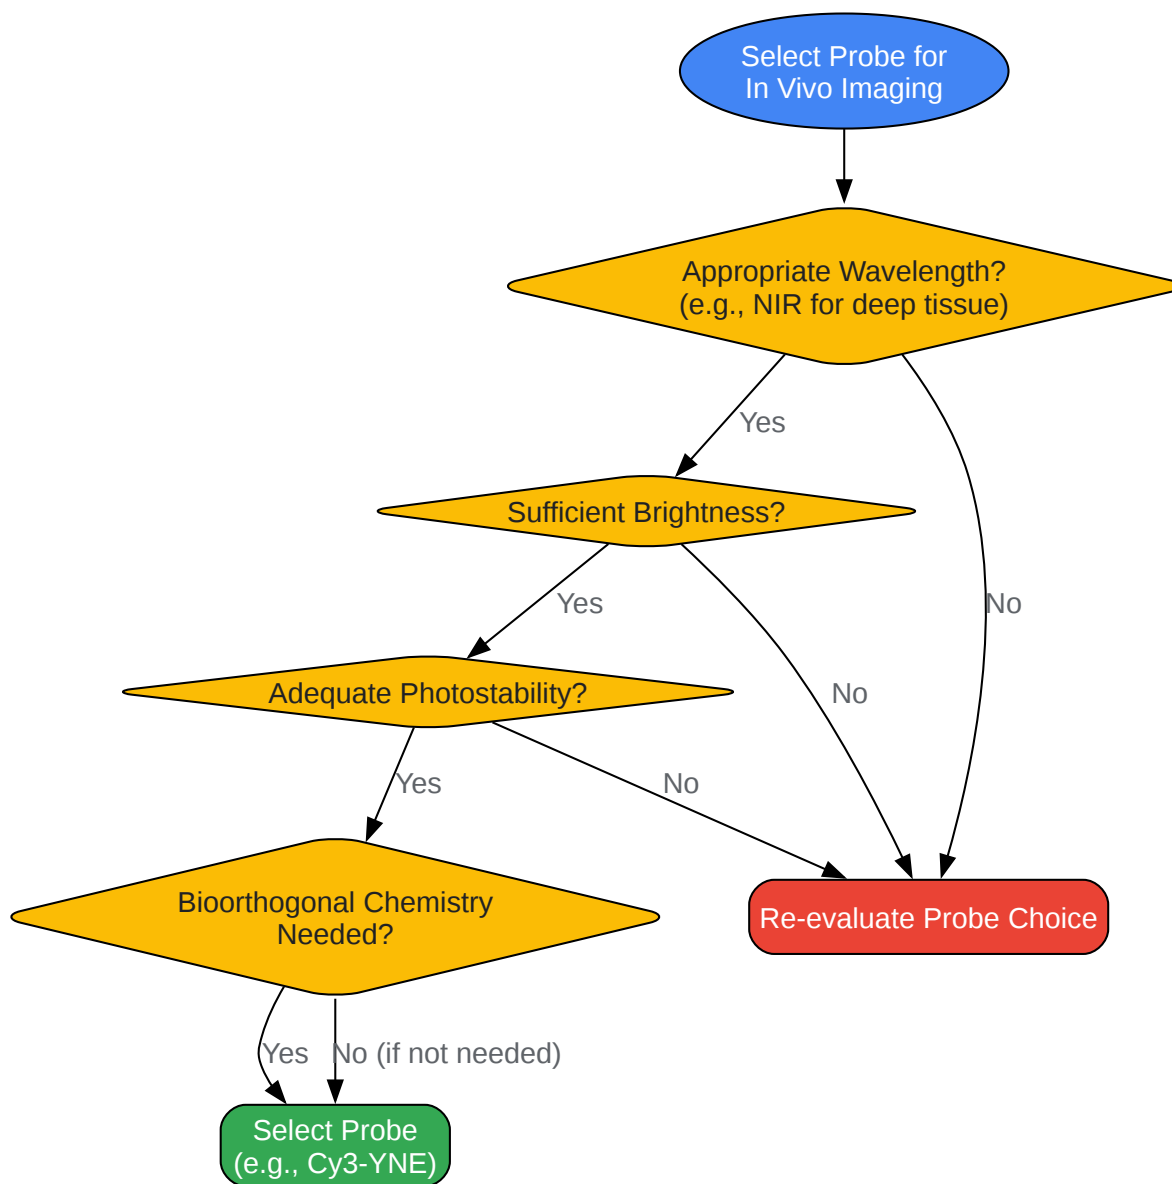 Select Probe for
In Vivo Imaging
Appropriate Wavelength?
(e.g., NIR for deep tissue)
Yes
Sufficient Brightness?
Yes
No
No
Adequate Photostability?
Yes
No
Bioorthogonal Chemistry
Needed?
Re-evaluate Probe Choice
Yes
No (if not needed)
Select Probe
(e.g., Cy3-YNE)